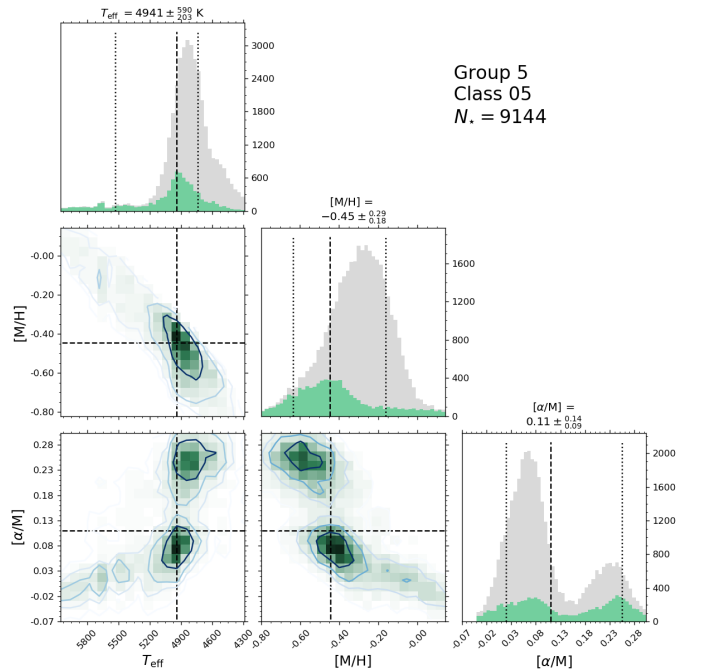 T_eff = 4941 ± 590 203 K
3000
2400
1800
1200
600
0
Group 5
Class 05
N⋆ = 9144
[M/H] =
−0.45 ± 0.29 0.18
-0.00
-0.20
-0.40
-0.60
-0.80
[M/H]
1600
1200
800
400
0
[α/M] =
0.11 ± 0.14 0.09
0.28
0.23
0.18
0.13
0.08
0.03
-0.02
-0.07
[α/M]
2000
1600
1200
800
400
0
5800 5500 5200 4900 4600 4300
T_eff
-0.80 -0.60 -0.40 -0.20 -0.00
[M/H]
-0.07 -0.02 0.03 0.08 0.13 0.18 0.23 0.28
[α/M]